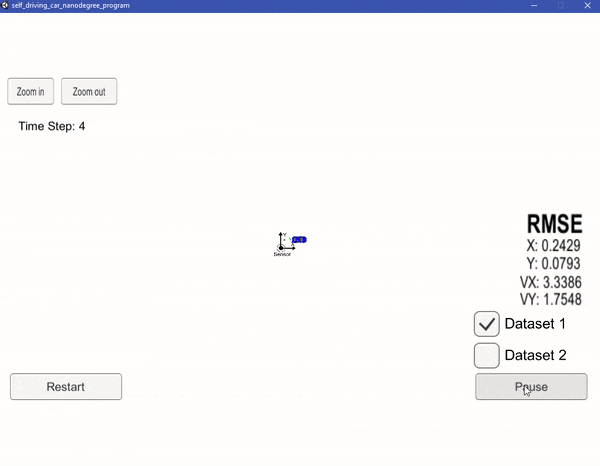 self_driving_car_nanodegree_program
Zoom in
Zoom out
Time Step: 4
Y
Sensor
RMSE
X: 0.2429
Y: 0.0793
VX: 3.3386
VY: 1.7548
Dataset 1
Dataset 2
Restart
Pause